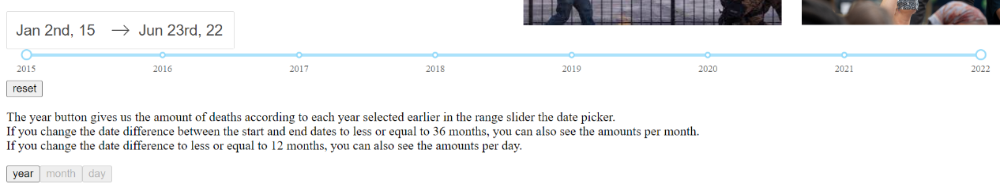 Jan 2nd, 15 → Jun 23rd, 22
2015 2016 2017 2018 2019 2020 2021 2022
reset
The year button gives us the amount of deaths according to each year selected earlier in the range slider the date picker.
If you change the date difference between the start and end dates to less or equal to 36 months, you can also see the amounts per month.
If you change the date difference to less or equal to 12 months, you can also see the amounts per day.
year month day